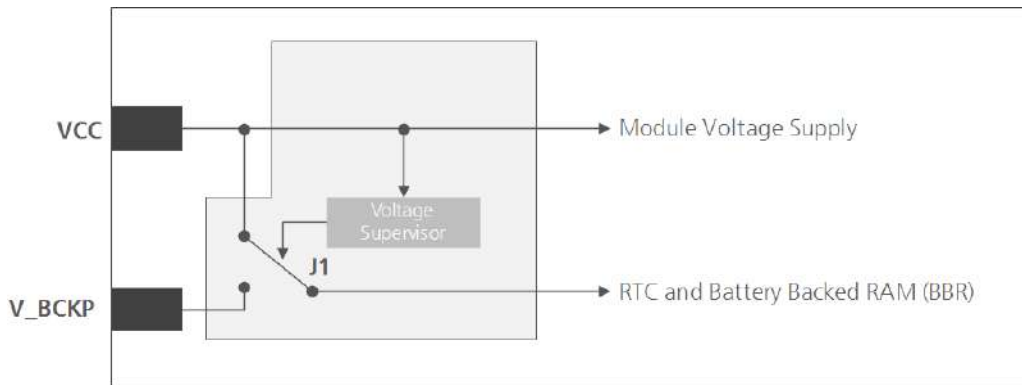 VCC
Module Voltage Supply
Voltage
Supervisor
J1
V_BCKP
RTC and Battery Backed RAM (BBR)